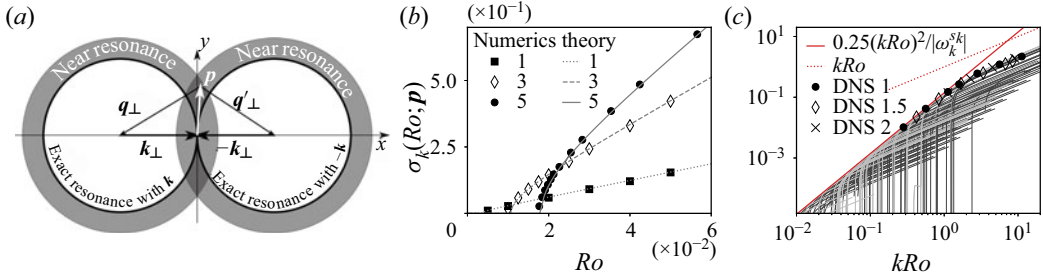 (a)
Near resonance
Near resonance
y
p
q⊥
q′⊥
k⊥
−k⊥
x
Exact resonance with k
Exact resonance with −k
(b)
(×10⁻¹)
Numerics theory
1 1
3 3
5 5
5.0
2.5
0
σₖ(Ro; p)
2 4 6
(×10⁻²)
Ro
(c)
0.25(kRo)²/|ωₖˢᵏ|
kRo
DNS 1
DNS 1.5
DNS 2
10¹
10⁻¹
10⁻³
10⁻² 10⁻¹ 10⁰ 10¹
kRo